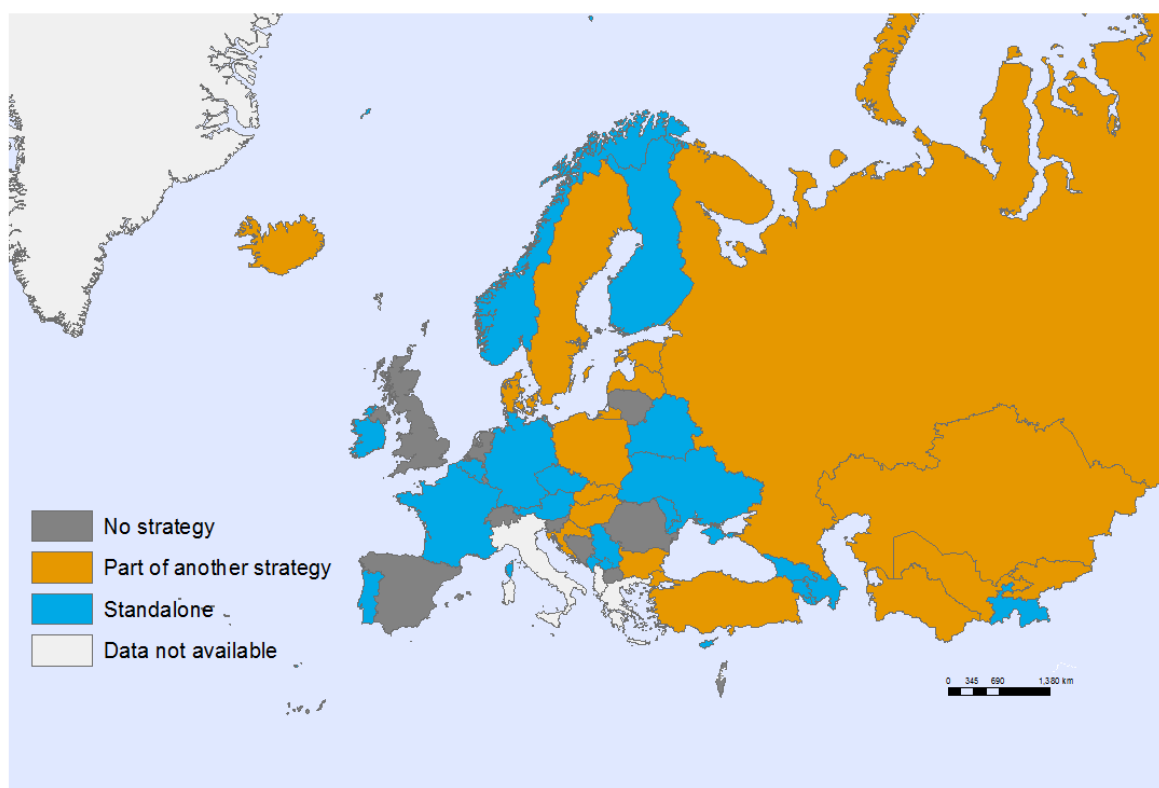 No strategy
Part of another strategy
Standalone
Data not available
0 345 690 1,380 km